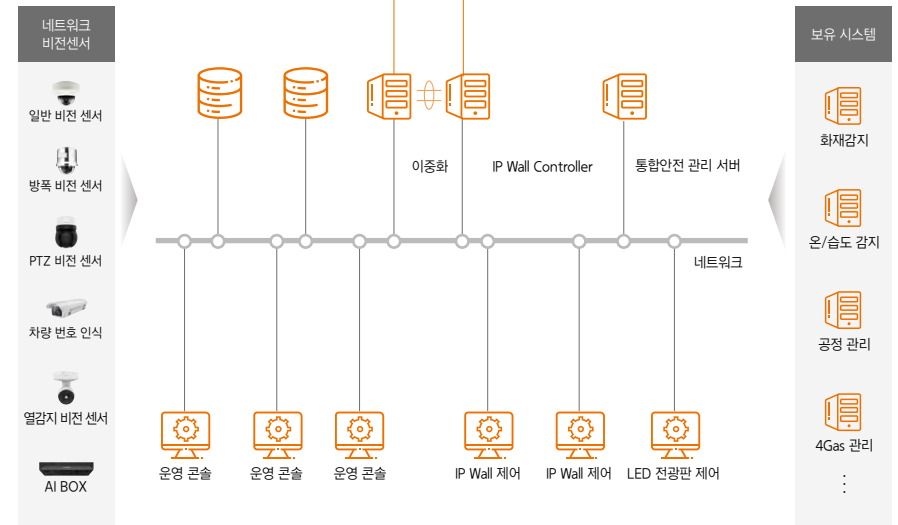 네트워크
비전센서
일반 비전 센서
방폭 비전 센서
PTZ 비전 센서
차량 번호 인식
열감지 비전 센서
AI BOX
이중화
IP Wall Controller
통합안전 관리 서버
네트워크
운영 콘솔
운영 콘솔
운영 콘솔
IP Wall 제어
IP Wall 제어
LED 전광판 제어
보유 시스템
화재감지
온/습도 감지
공정 관리
4Gas 관리
⋮